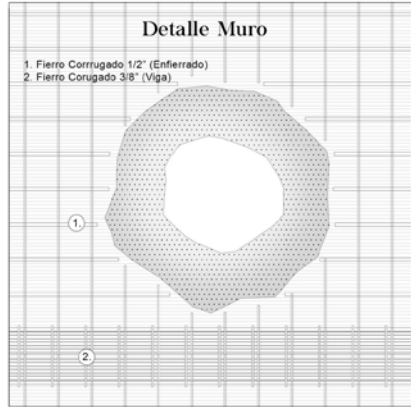 Detalle Muro
1. Fierro Corrrugado 1/2" (Enfierrado)
2. Fierro Corugado 3/8" (Viga)
1.
2.